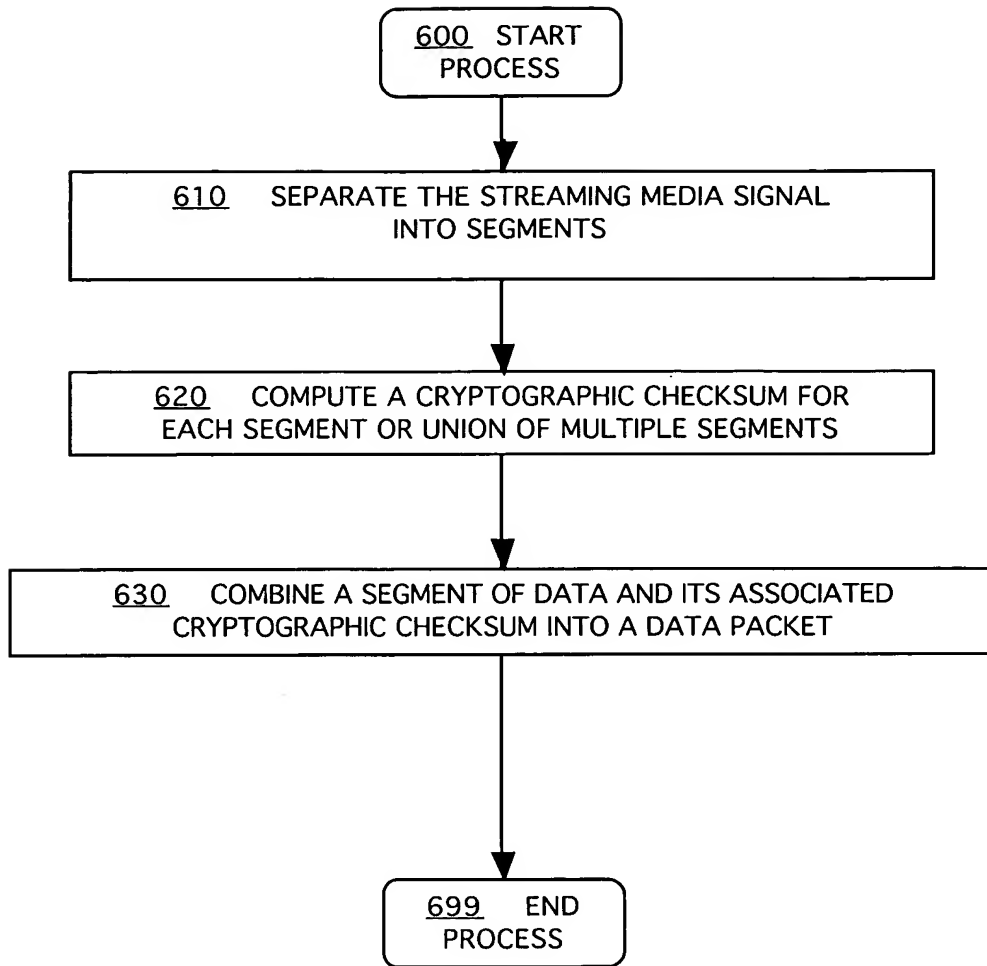 600 START
PROCESS
610 SEPARATE THE STREAMING MEDIA SIGNAL
INTO SEGMENTS
620 COMPUTE A CRYPTOGRAPHIC CHECKSUM FOR
EACH SEGMENT OR UNION OF MULTIPLE SEGMENTS
630 COMBINE A SEGMENT OF DATA AND ITS ASSOCIATED
CRYPTOGRAPHIC CHECKSUM INTO A DATA PACKET
699 END
PROCESS